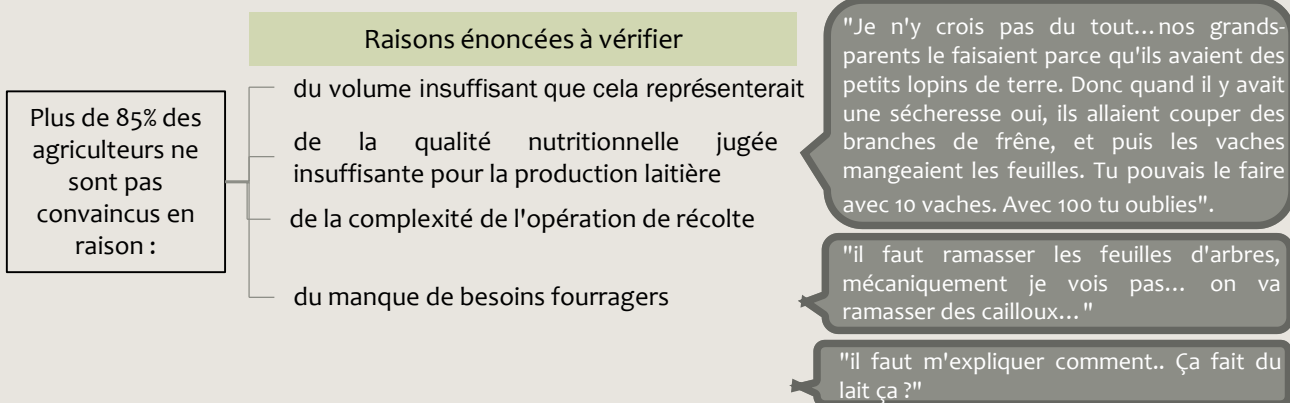 Raisons énoncées à vérifier
Plus de 85% des
agriculteurs ne
sont pas
convaincus en
raison :
du volume insuffisant que cela représenterait
de la qualité nutritionnelle jugée
insuffisante pour la production laitière
de la complexité de l'opération de récolte
du manque de besoins fourragers
"Je n'y crois pas du tout…nos grands-
parents le faisaient parce qu'ils avaient des
petits lopins de terre. Donc quand il y avait
une sécheresse oui, ils allaient couper des
branches de frêne, et puis les vaches
mangeaient les feuilles. Tu pouvais le faire
avec 10 vaches. Avec 100 tu oublies".
"il faut ramasser les feuilles d'arbres,
mécaniquement je vois pas… on va
ramasser des cailloux…"
"il faut m'expliquer comment.. Ça fait du
lait ça ?"